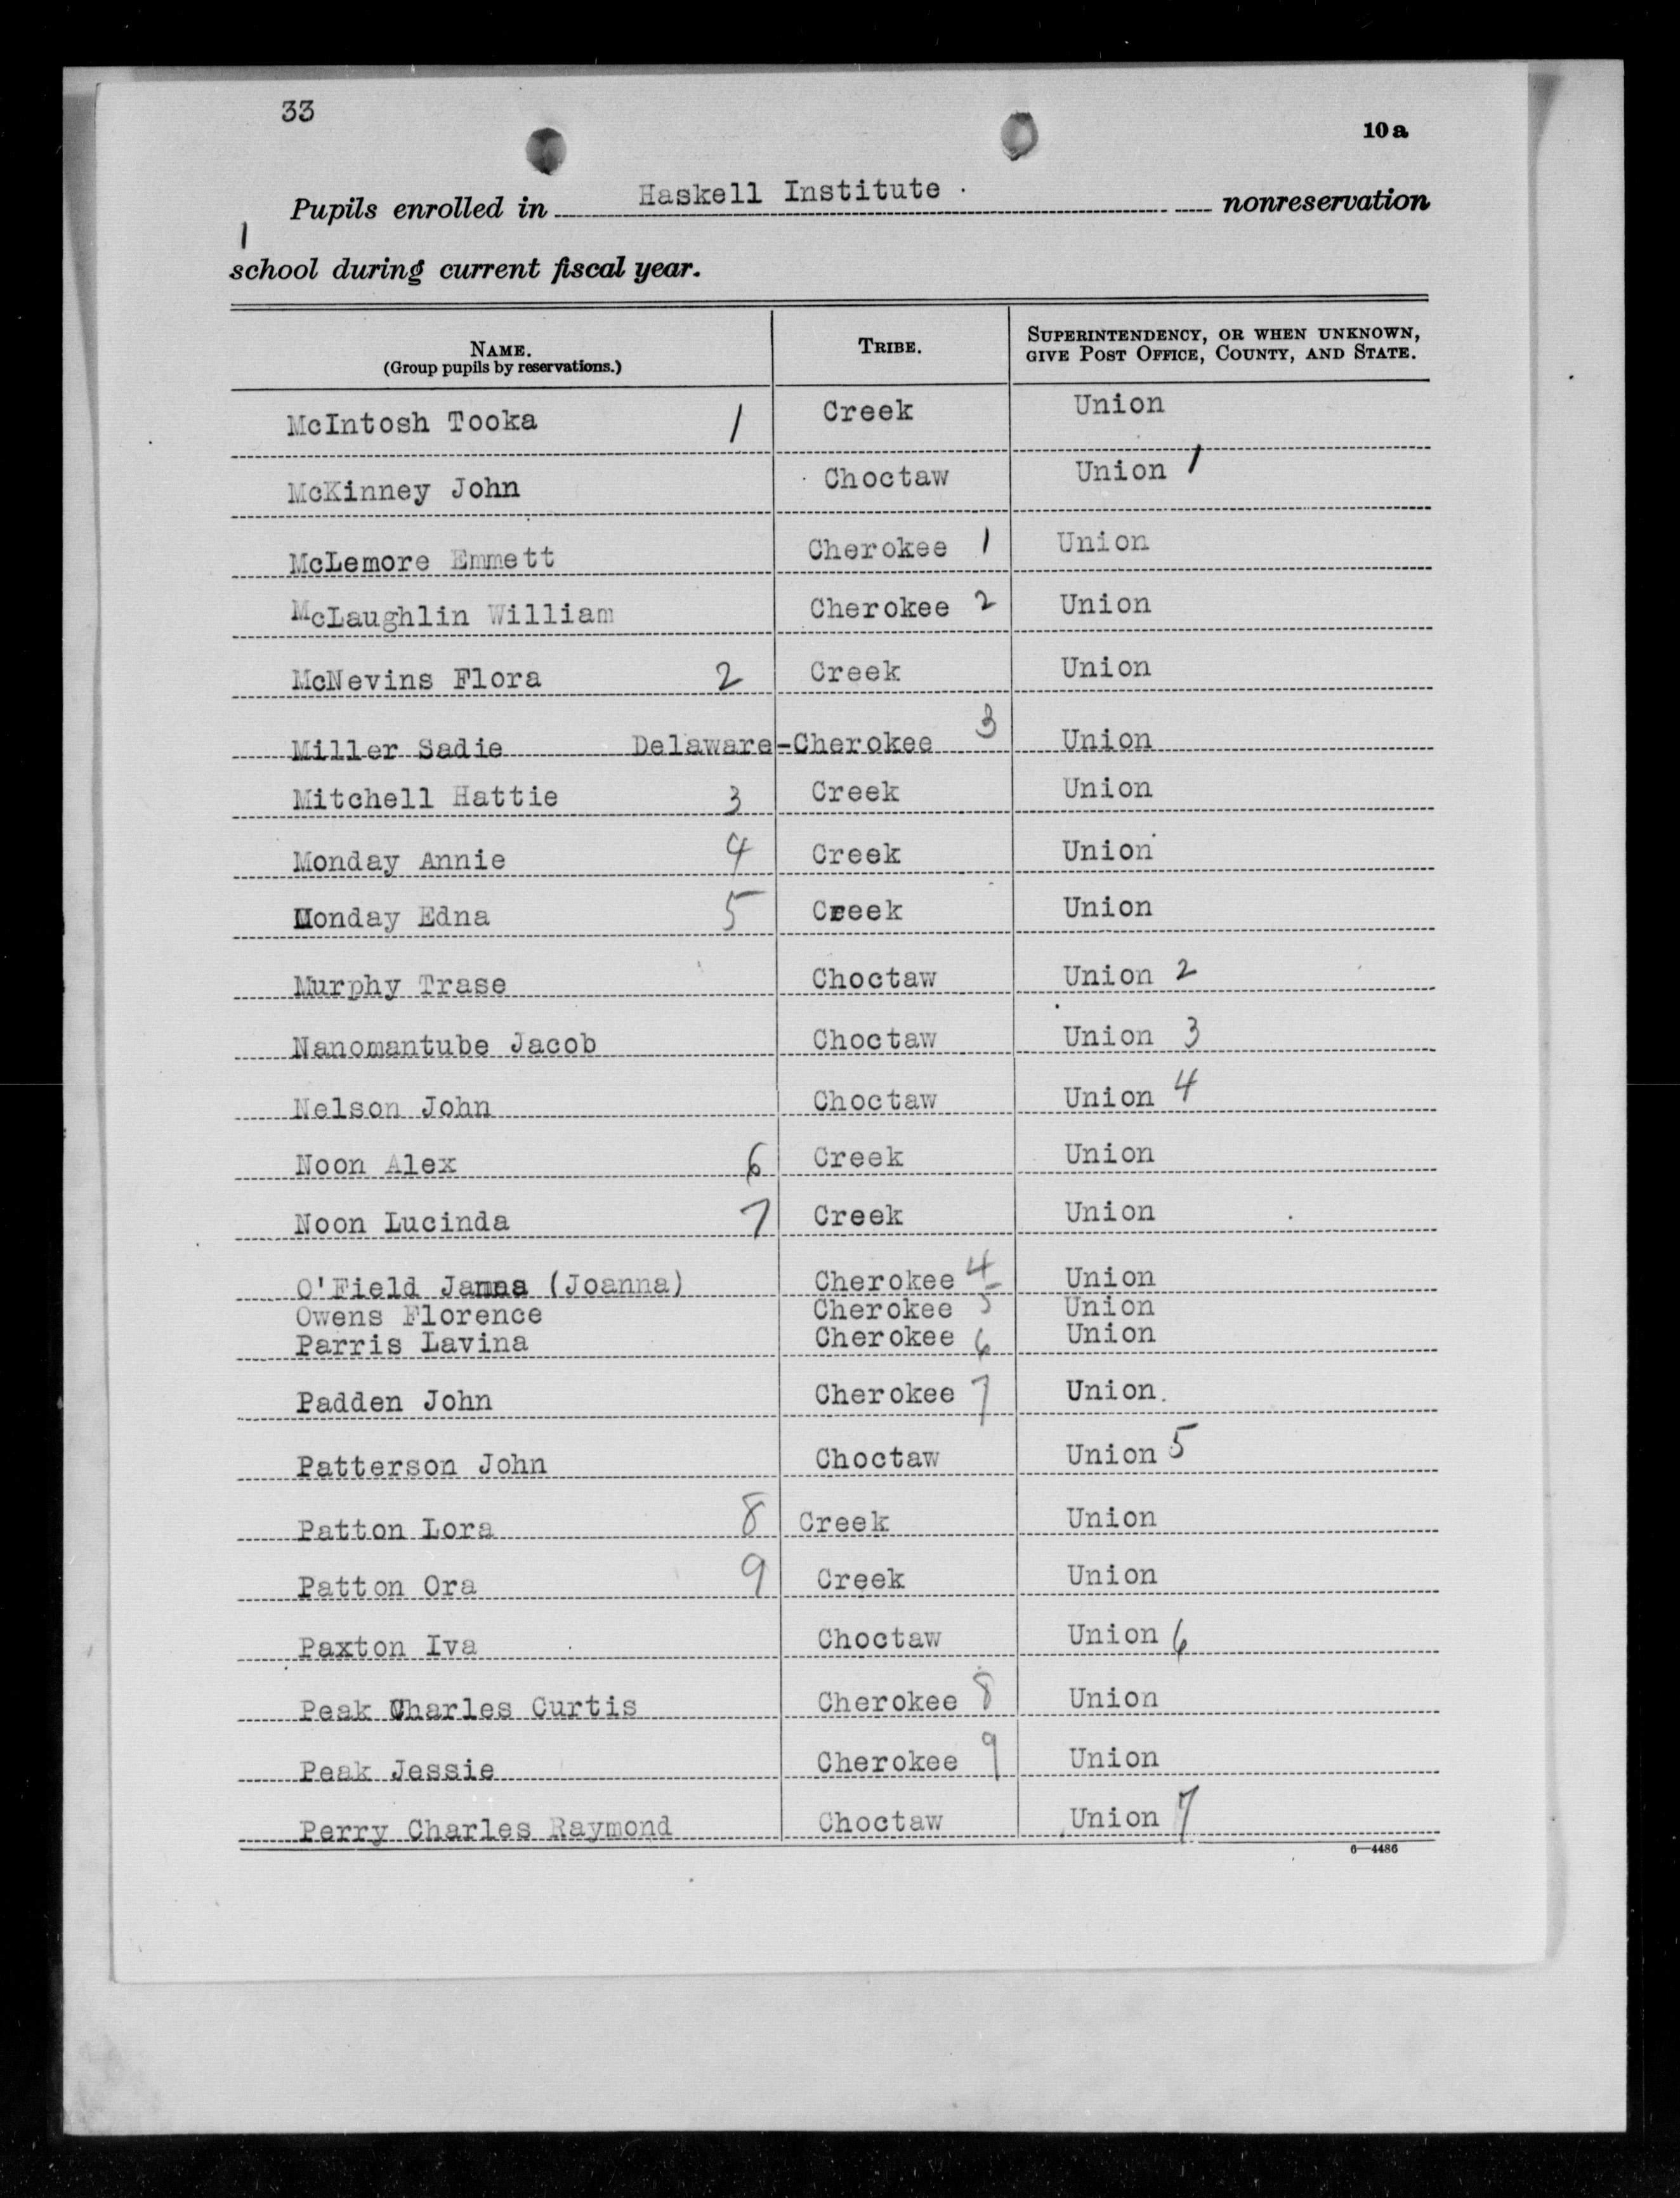 33
10a
Pupils enrolled in Haskell Institute nonreservation
1
school during current fiscal year.
NAME. TRIBE. SUPERINTENDENCY, OR WHEN UNKNOWN,
(Group pupils by reservations.) GIVE POST OFFICE, COUNTY, AND STATE.
McIntosh Tooka 1 Creek Union
McKinney John Choctaw Union 1
McLemore Emmett Cherokee 1 Union
McLaughlin William Cherokee 2 Union
McNevins Flora 2 Creek Union
Miller Sadie Delaware-Cherokee 3 Union
Mitchell Hattie 3 Creek Union
Monday Annie 4 Creek Union
Monday Edna 5 Creek Union
Murphy Trase Choctaw Union 2
Nanomantube Jacob Choctaw Union 3
Nelson John Choctaw Union 4
Noon Alex 6 Creek Union
Noon Lucinda 7 Creek Union
O'Field (Joanna) Cherokee 4 Union
Owens Florence Cherokee 5 Union
Parris Lavina Cherokee 6 Union
Padden John Cherokee 7 Union.
Patterson John Choctaw Union 5
Patton Lora 8 Creek Union
Patton Ora 9 Creek Union
Paxton Iva Choctaw Union 6
Peak Charles Curtis Cherokee 8 Union
Peak Jessie Cherokee 9 Union
Perry Charles Raymond Choctaw Union 7
6—4486